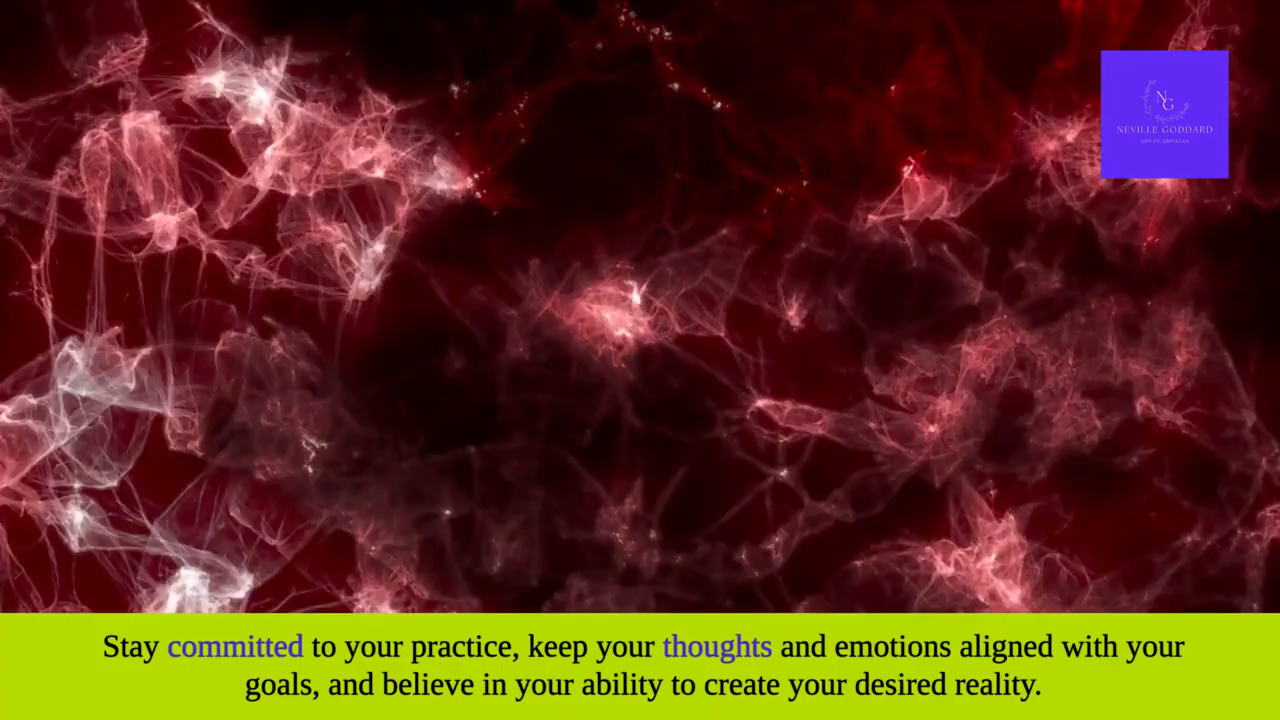 NG
NEVILLE GODDARD
Stay committed to your practice, keep your thoughts and emotions aligned with your
goals, and believe in your ability to create your desired reality.